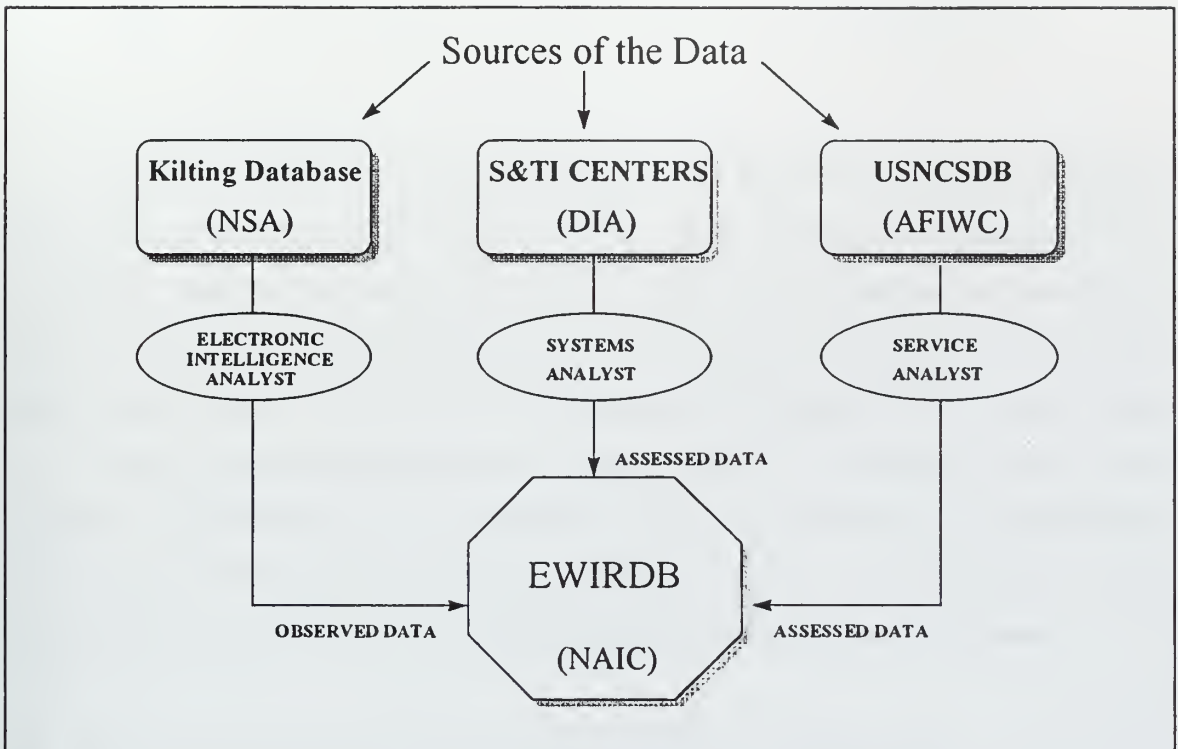 Sources of the Data
Kilting Database
(NSA)
S&TI CENTERS
(DIA)
USNCSDB
(AFIWC)
ELECTRONIC
INTELLIGENCE
ANALYST
SYSTEMS
ANALYST
SERVICE
ANALYST
ASSESSED DATA
EWIRDB
(NAIC)
OBSERVED DATA
ASSESSED DATA